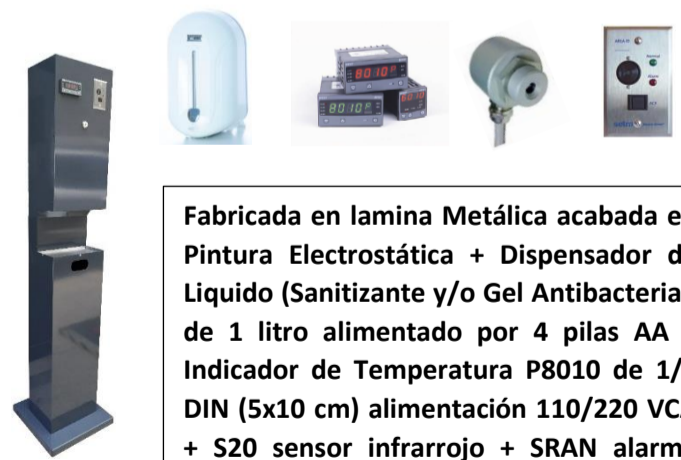 8010
8010
Fabricada en lamina Metálica acabada e
Pintura Electrostática + Dispensador d
Liquido (Sanitizante y/o Gel Antibacteria
de 1 litro alimentado por 4 pilas AA
Indicador de Temperatura P8010 de 1/
DIN (5x10 cm) alimentación 110/220 VC
+ S20 sensor infrarrojo + SRAN alarm